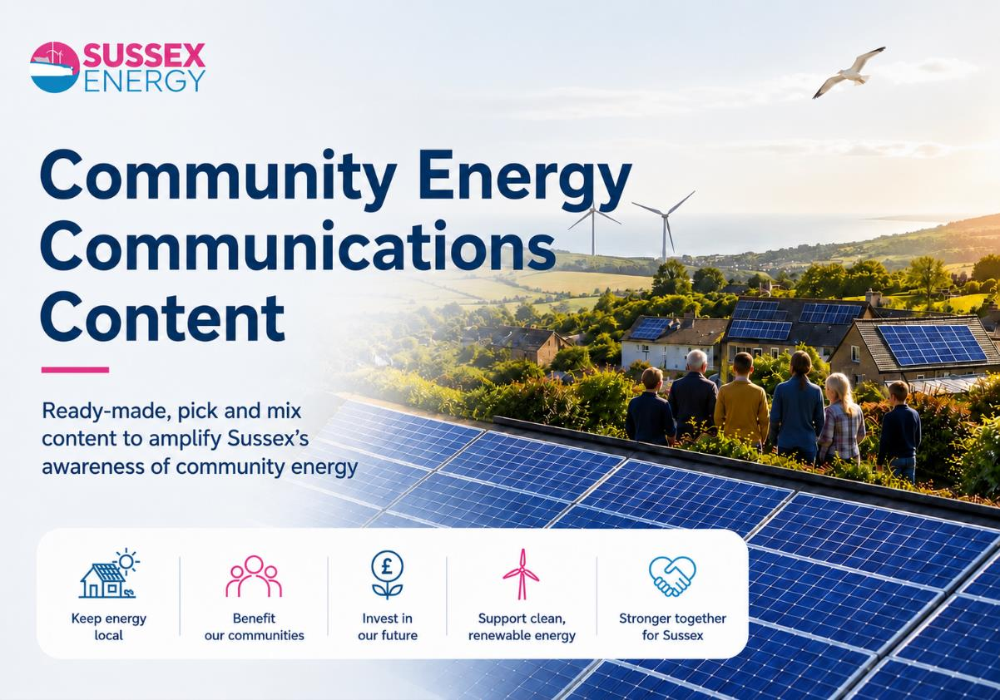 SUSSEX
ENERGY
Community Energy
Communications
Content
Ready-made, pick and mix
content to amplify Sussex's
awareness of community energy
Keep energy
local
Benefit
our communities
£
Invest in
our future
Support clean,
renewable energy
Stronger together
for Sussex